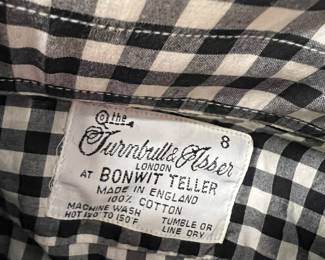 the 8
Turnbull & Asser
LONDON
AT BONWIT TELLER
MADE IN ENGLAND
100% COTTON
MACHINE WASH TUMBLE OR
HOT 120° TO 150°F LINE DRY